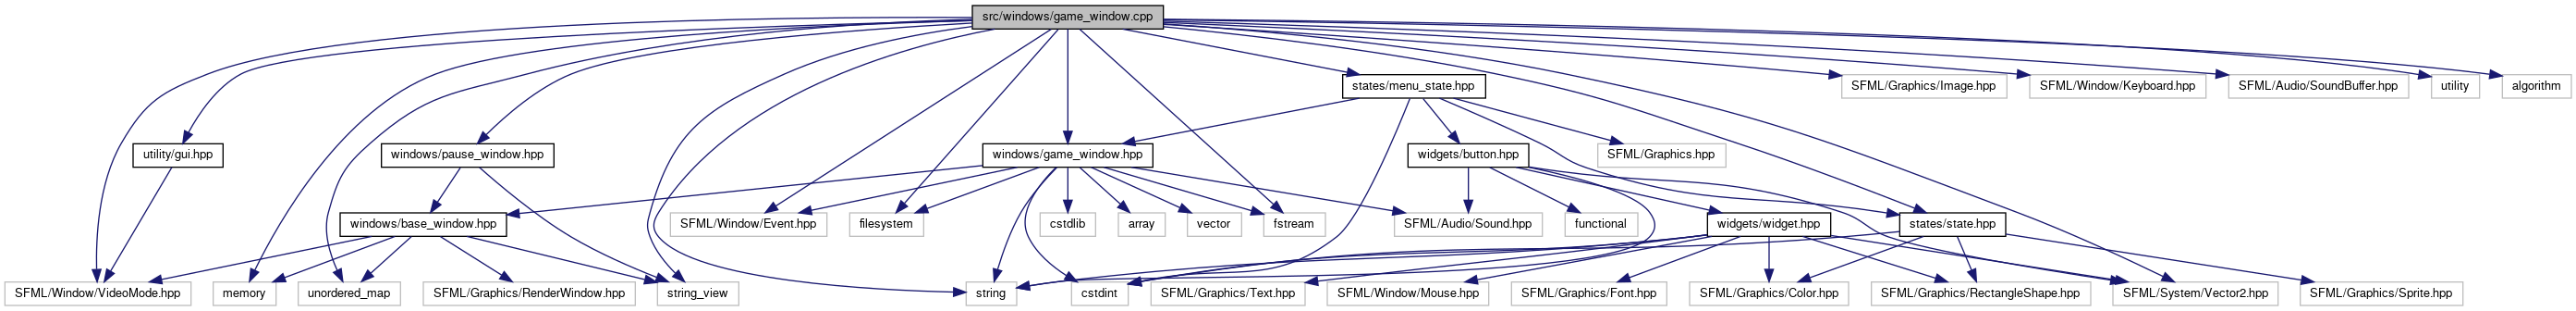 src/windows/game_window.cpp
states/menu_state.hpp
SFML/Graphics/Image.hpp
SFML/Window/Keyboard.hpp
SFML/Audio/SoundBuffer.hpp
utility
algorithm
utility/gui.hpp
windows/pause_window.hpp
windows/game_window.hpp
widgets/button.hpp
SFML/Graphics.hpp
windows/base_window.hpp
SFML/Window/Event.hpp
filesystem
cstdlib
array
vector
fstream
SFML/Audio/Sound.hpp
functional
widgets/widget.hpp
states/state.hpp
SFML/Window/VideoMode.hpp
memory
unordered_map
SFML/Graphics/RenderWindow.hpp
string_view
string
cstdint
SFML/Graphics/Text.hpp
SFML/Window/Mouse.hpp
SFML/Graphics/Font.hpp
SFML/Graphics/Color.hpp
SFML/Graphics/RectangleShape.hpp
SFML/System/Vector2.hpp
SFML/Graphics/Sprite.hpp